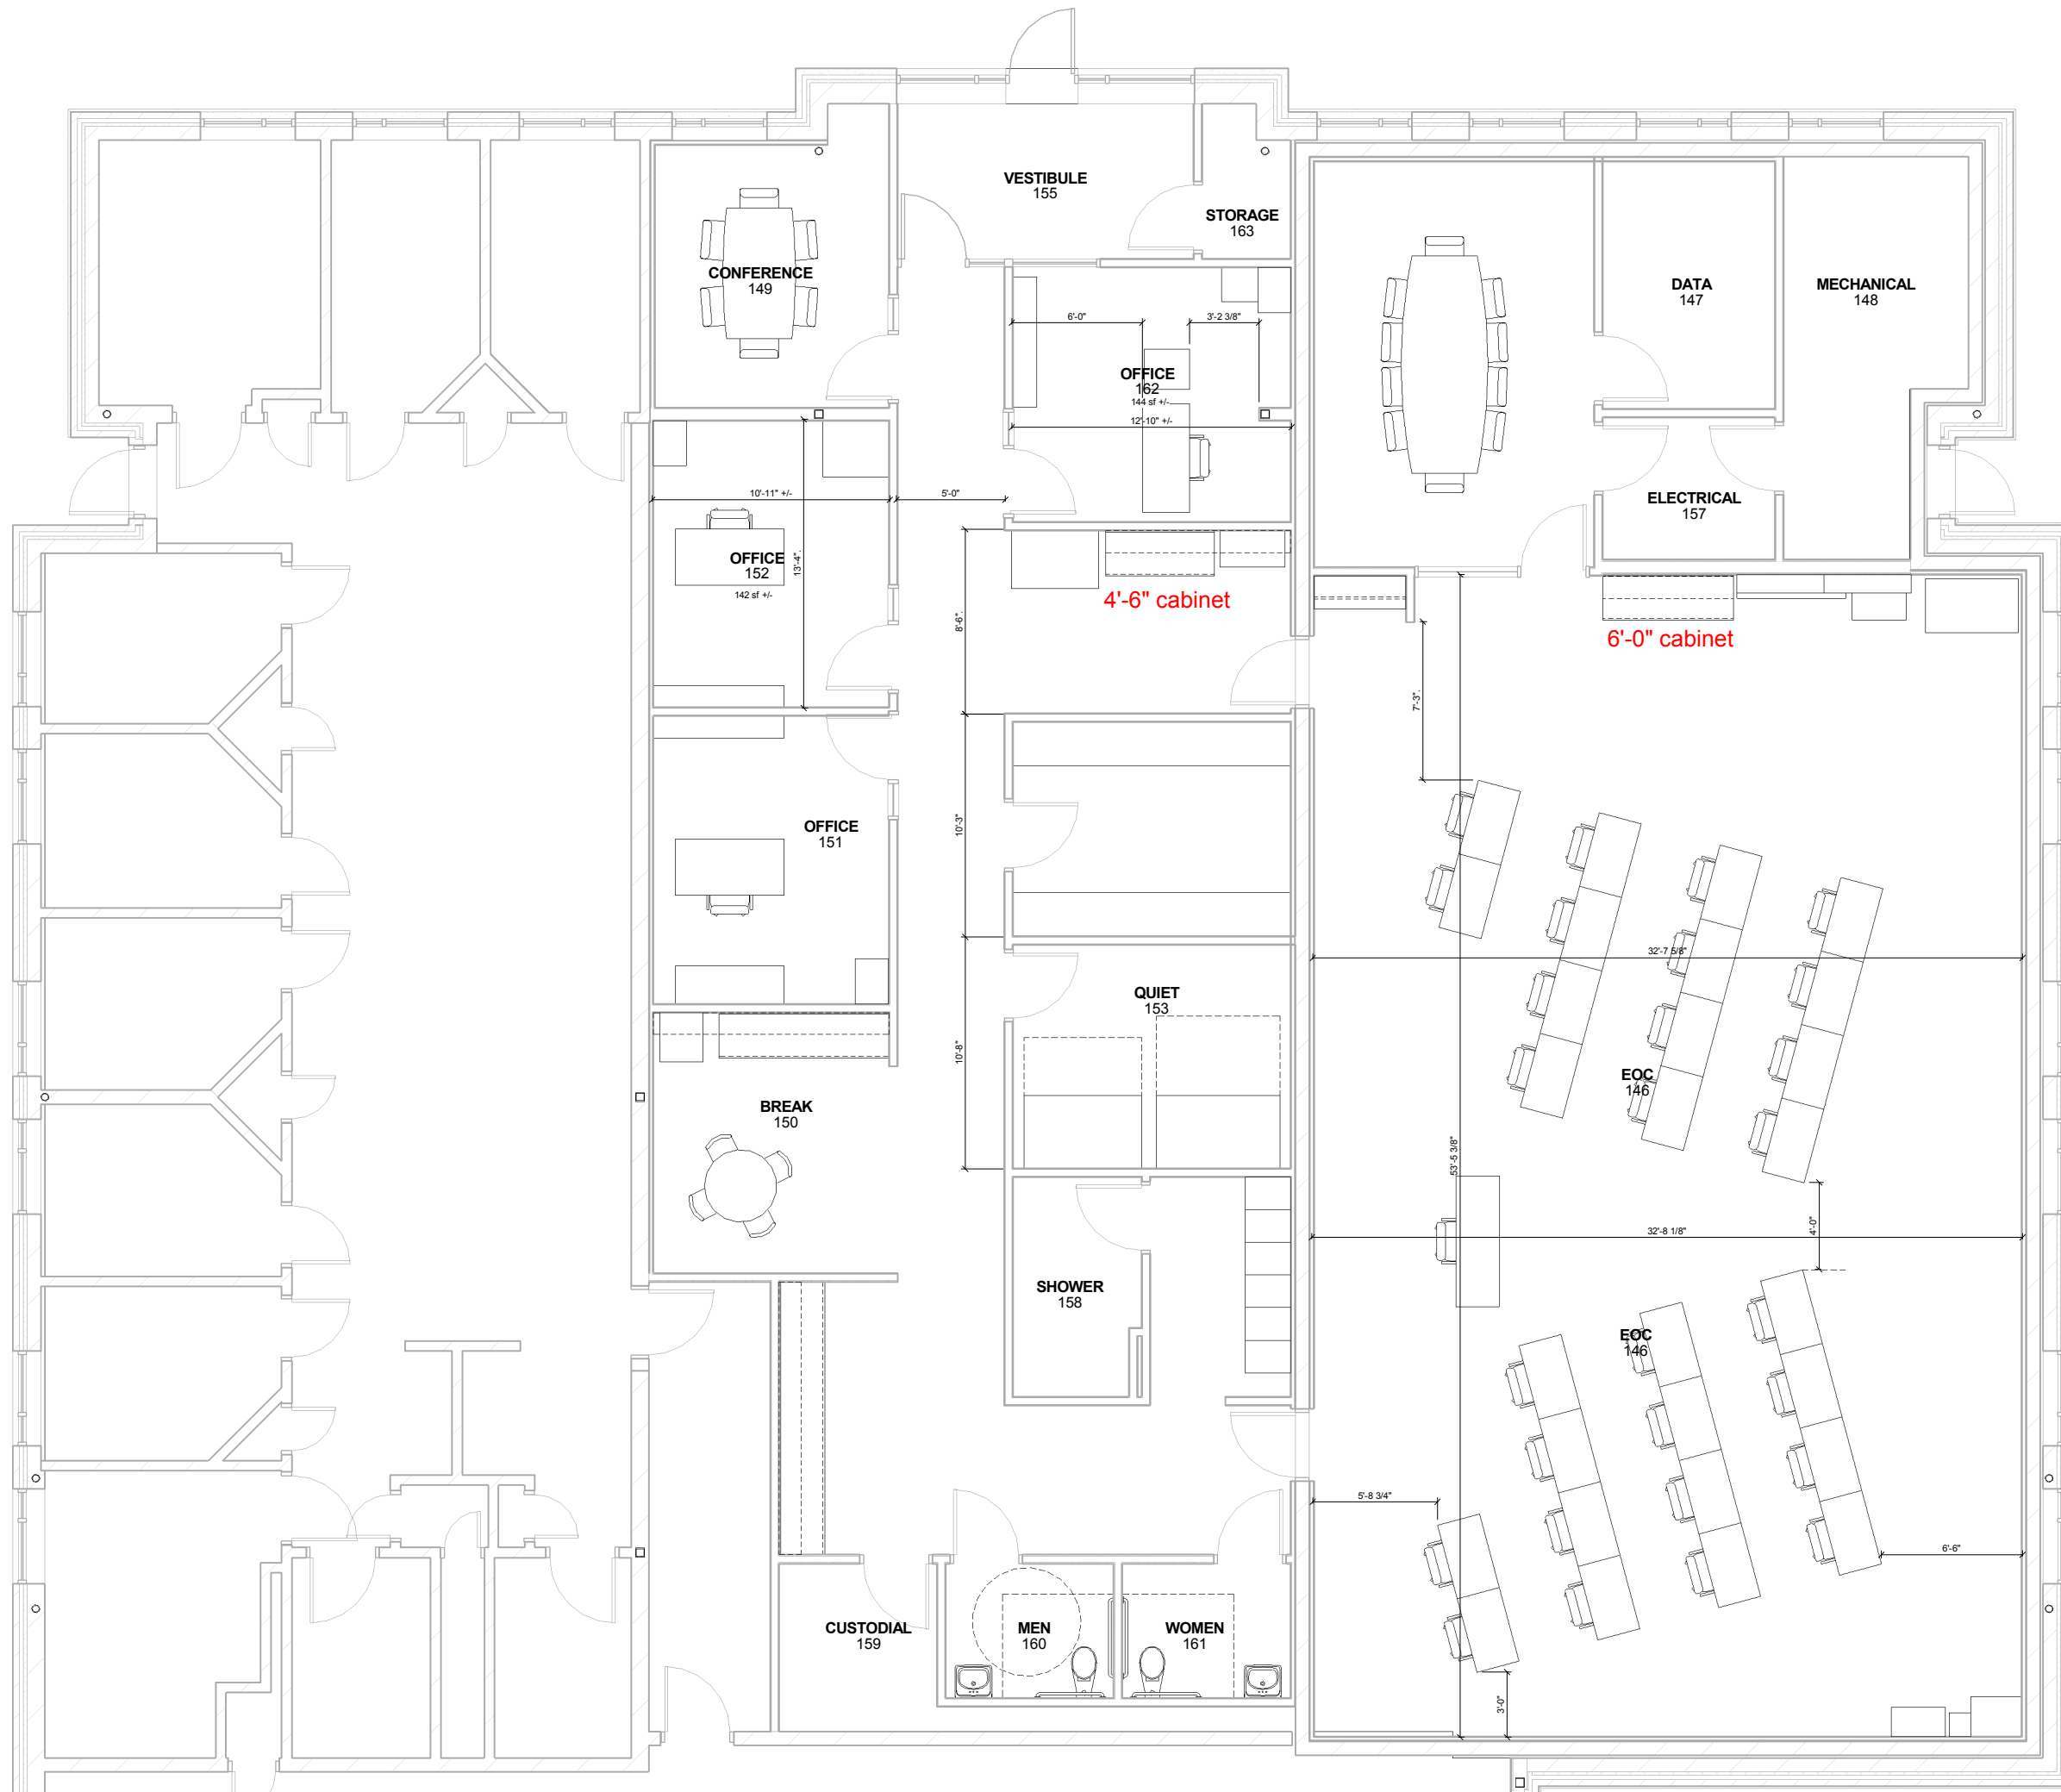 VESTIBULE
155
STORAGE
163
CONFERENCE
149
DATA
147
MECHANICAL
148
6'-0"
3'-2 3/8"
OFFICE
162
144 sf +/-
12'-10" +/-
10'-11" +/-
5'-0"
ELECTRICAL
157
OFFICE
152
142 sf +/-
13'-4".
8'-6".
4'-6" cabinet
6'-0" cabinet
7'-3".
OFFICE
151
10'-3"
32'-7 5/8"
QUIET
153
10'-8"
EOC
146
BREAK
150
53'-5 3/8"
4'-0"
32'-8 1/8"
SHOWER
158
EOC
146
5'-8 3/4"
6'-6"
CUSTODIAL
159
MEN
160
WOMEN
161
3'-0"